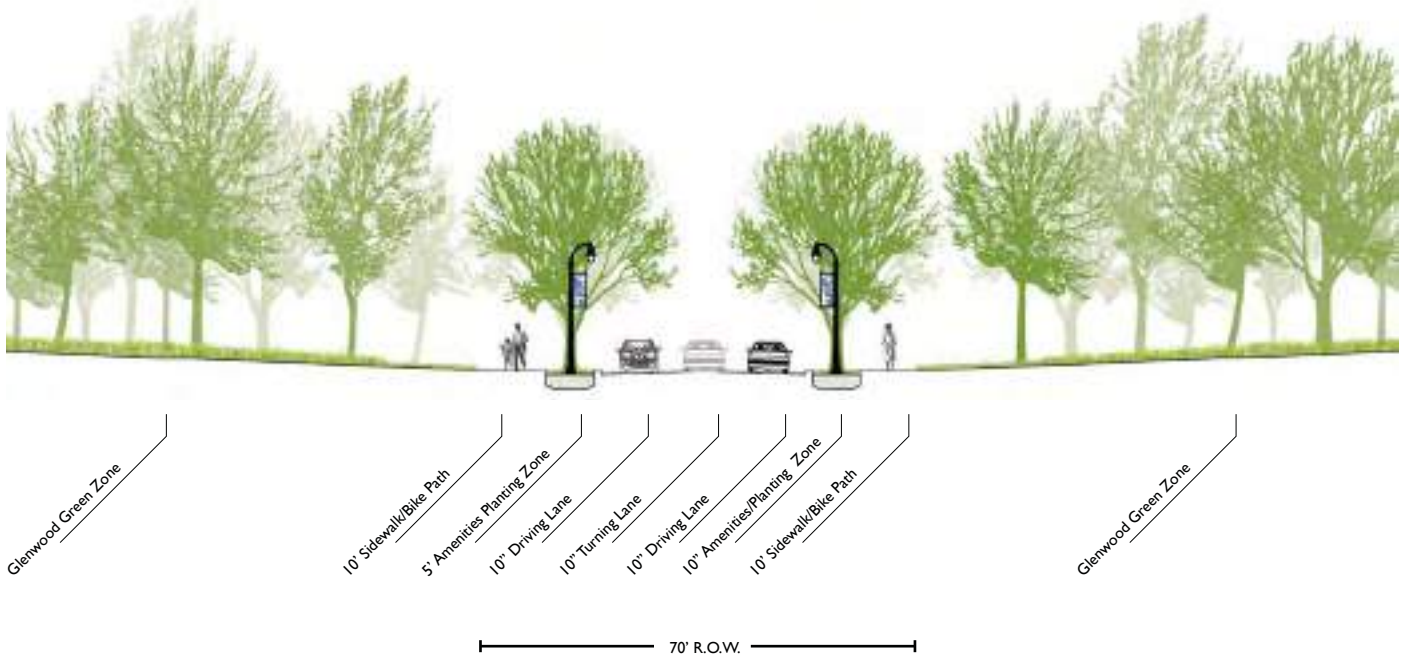 Glenwood Green Zone
10' Sidewalk/Bike Path
5' Amenities Planting Zone
10" Driving Lane
10" Turning Lane
10" Driving Lane
10" Amenities/Planting Zone
10' Sidewalk/Bike Path
Glenwood Green Zone
70' R.O.W.